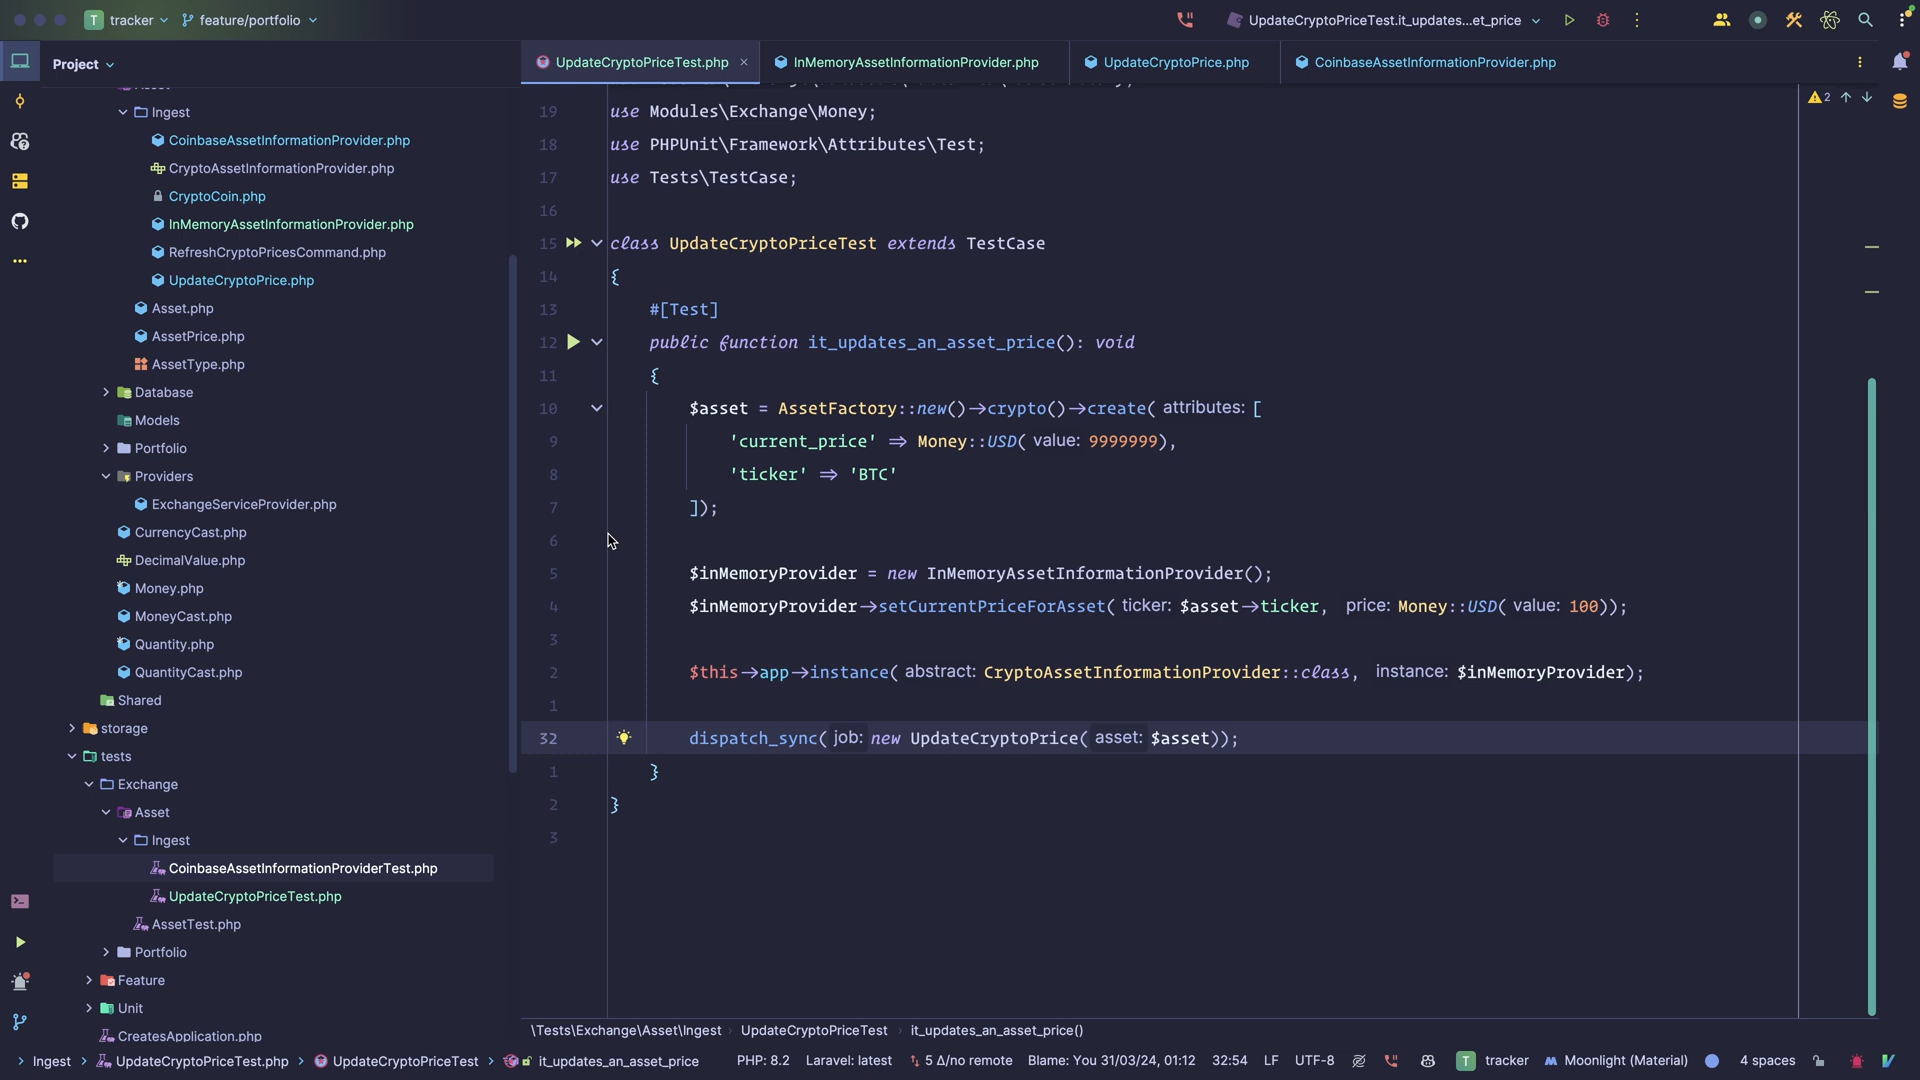 T tracker feature/portfolio UpdateCryptoPriceTest.it_updates...et_price
Project
UpdateCryptoPriceTest.php
InMemoryAssetInformationProvider.php
UpdateCryptoPrice.php
CoinbaseAssetInformationProvider.php
Ingest
CoinbaseAssetInformationProvider.php
CryptoAssetInformationProvider.php
CryptoCoin.php
InMemoryAssetInformationProvider.php
RefreshCryptoPricesCommand.php
UpdateCryptoPrice.php
Asset.php
AssetPrice.php
AssetType.php
Database
Models
Portfolio
Providers
ExchangeServiceProvider.php
CurrencyCast.php
DecimalValue.php
Money.php
MoneyCast.php
Quantity.php
QuantityCast.php
Shared
storage
tests
Exchange
Asset
Ingest
CoinbaseAssetInformationProviderTest.php
UpdateCryptoPriceTest.php
AssetTest.php
Portfolio
Feature
Unit
CreatesApplication.php
2
19 use Modules\Exchange\Money;
18 use PHPUnit\Framework\Attributes\Test;
17 use Tests\TestCase;
16
15 class UpdateCryptoPriceTest extends TestCase
14 {
13 #[Test]
12 public function it_updates_an_asset_price(): void
11 {
10 $asset = AssetFactory::new()->crypto()->create( attributes: [
9 'current_price' => Money::USD( value: 9999999),
8 'ticker' => 'BTC'
7 ]);
6
5 $inMemoryProvider = new InMemoryAssetInformationProvider();
4 $inMemoryProvider->setCurrentPriceForAsset( ticker: $asset->ticker, price: Money::USD( value: 100));
3
2 $this->app->instance( abstract: CryptoAssetInformationProvider::class, instance: $inMemoryProvider);
1
32 dispatch_sync( job: new UpdateCryptoPrice( asset: $asset));
1 }
2 }
3
\Tests\Exchange\Asset\Ingest UpdateCryptoPriceTest it_updates_an_asset_price()
Ingest UpdateCryptoPriceTest.php UpdateCryptoPriceTest it_updates_an_asset_price PHP: 8.2 Laravel: latest 5 Δ/no remote Blame: You 31/03/24, 01:12 32:54 LF UTF-8 T tracker Moonlight (Material) 4 spaces